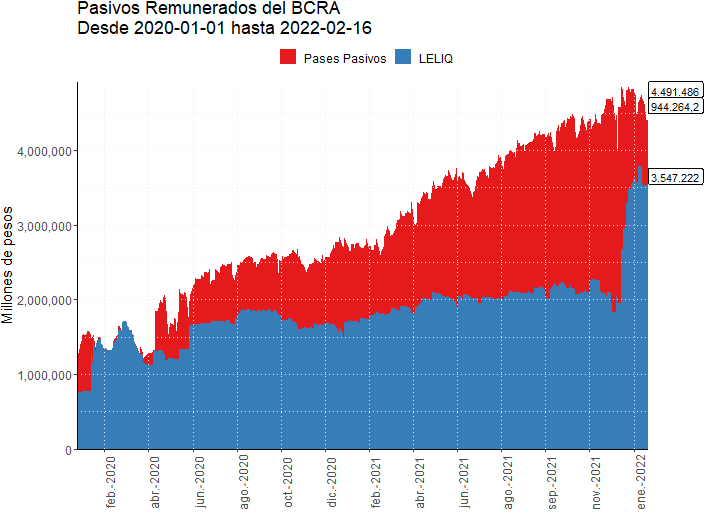 Pasivos Remunerados del BCRA
Desde 2020-01-01 hasta 2022-02-16
Pases Pasivos LELIQ
4.491.486
944.264,2
3.547.222
4,000,000
3,000,000
2,000,000
1,000,000
0
Millones de pesos
feb.-2020
abr.-2020
jun.-2020
ago.-2020
oct.-2020
dic.-2020
feb.-2021
abr.-2021
jun.-2021
ago.-2021
sep.-2021
nov.-2021
ene.-2022